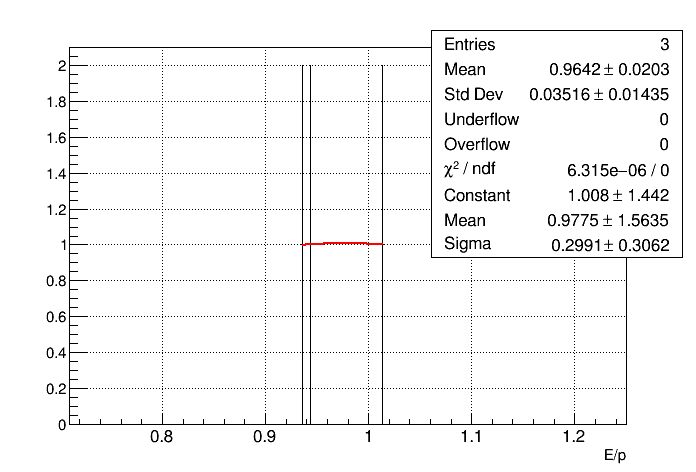 Entries 3
Mean 0.9642 ± 0.0203
Std Dev 0.03516 ± 0.01435
Underflow 0
Overflow 0
χ² / ndf 6.315e−06 / 0
Constant 1.008 ± 1.442
Mean 0.9775 ± 1.5635
Sigma 0.2991 ± 0.3062
2
1.8
1.6
1.4
1.2
1
0.8
0.6
0.4
0.2
0
0.8 0.9 1 1.1 1.2
E/p